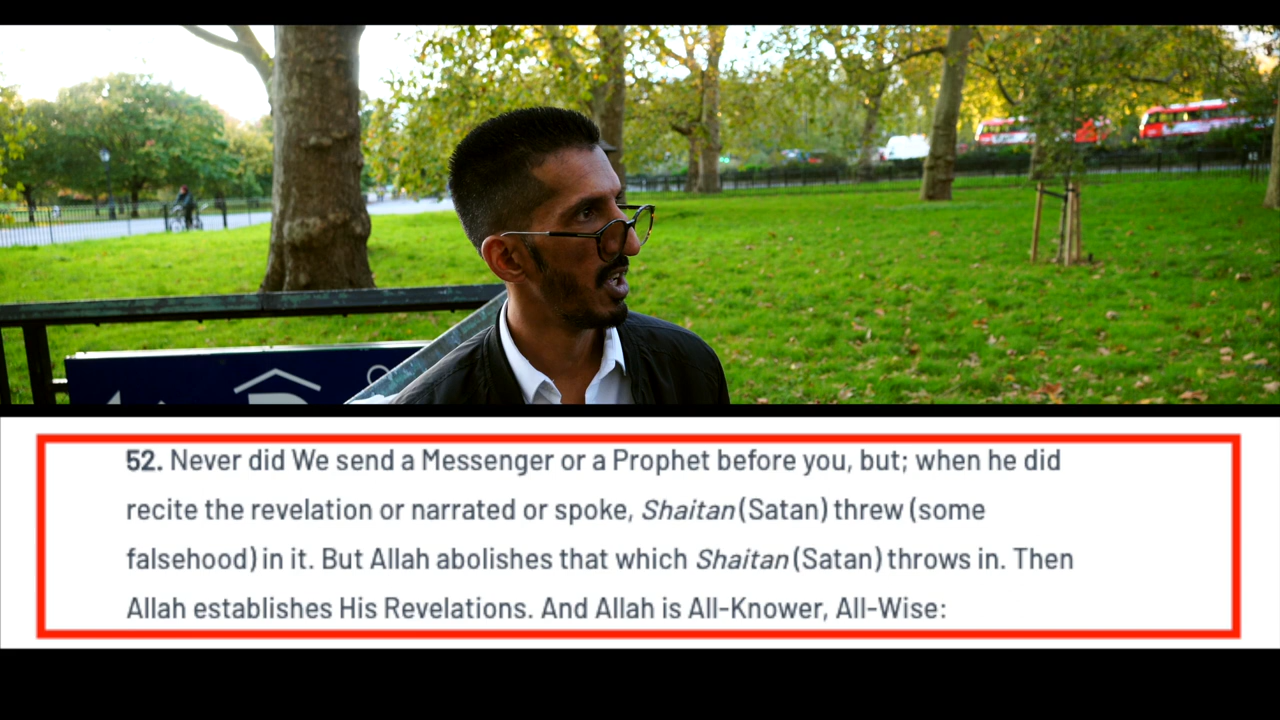 52. Never did We send a Messenger or a Prophet before you, but; when he did
recite the revelation or narrated or spoke, Shaitan (Satan) threw (some
falsehood) in it. But Allah abolishes that which Shaitan (Satan) throws in. Then
Allah establishes His Revelations. And Allah is All-Knower, All-Wise: